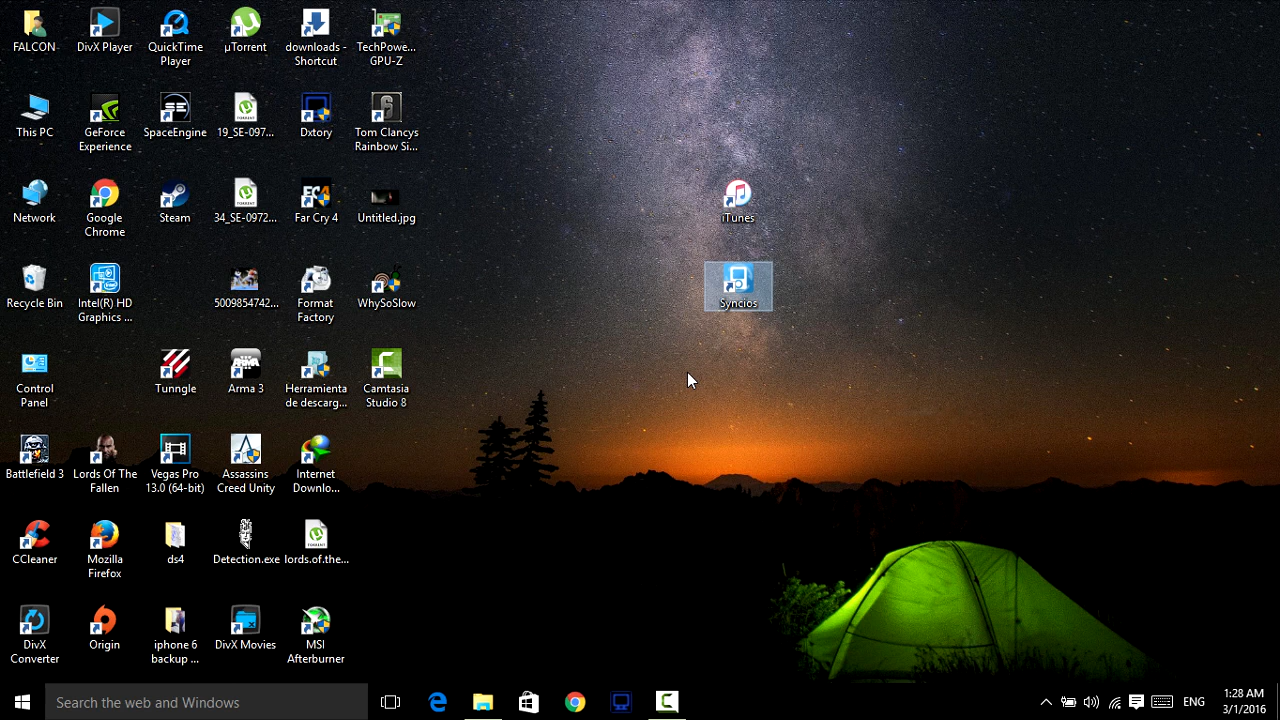 FALCON
DivX Player
QuickTime
Player
µTorrent
downloads -
Shortcut
TechPowe...
GPU-Z
This PC
GeForce
Experience
SpaceEngine
19_SE-097...
TORRENT
Dxtory
Tom Clancys
Rainbow Si...
Network
Google
Chrome
Steam
34_SE-0972...
TORRENT
Far Cry 4
Untitled.jpg
iTunes
Recycle Bin
Intel(R) HD
Graphics ...
5009854742...
Format
Factory
WhySoSlow
Syncios
Control
Panel
Tunngle
Arma 3
Herramienta
de descarg...
Camtasia
Studio 8
Battlefield 3
Lords Of The
Fallen
Vegas Pro
13.0 (64-bit)
Assassins
Creed Unity
Internet
Downlo...
CCleaner
Mozilla
Firefox
ds4
Detection.exe
lords.of.the...
TORRENT
DivX
Converter
Origin
iphone 6
backup ...
DivX Movies
MSI
Afterburner
Search the web and Windows
ENG
1:28 AM
3/1/2016